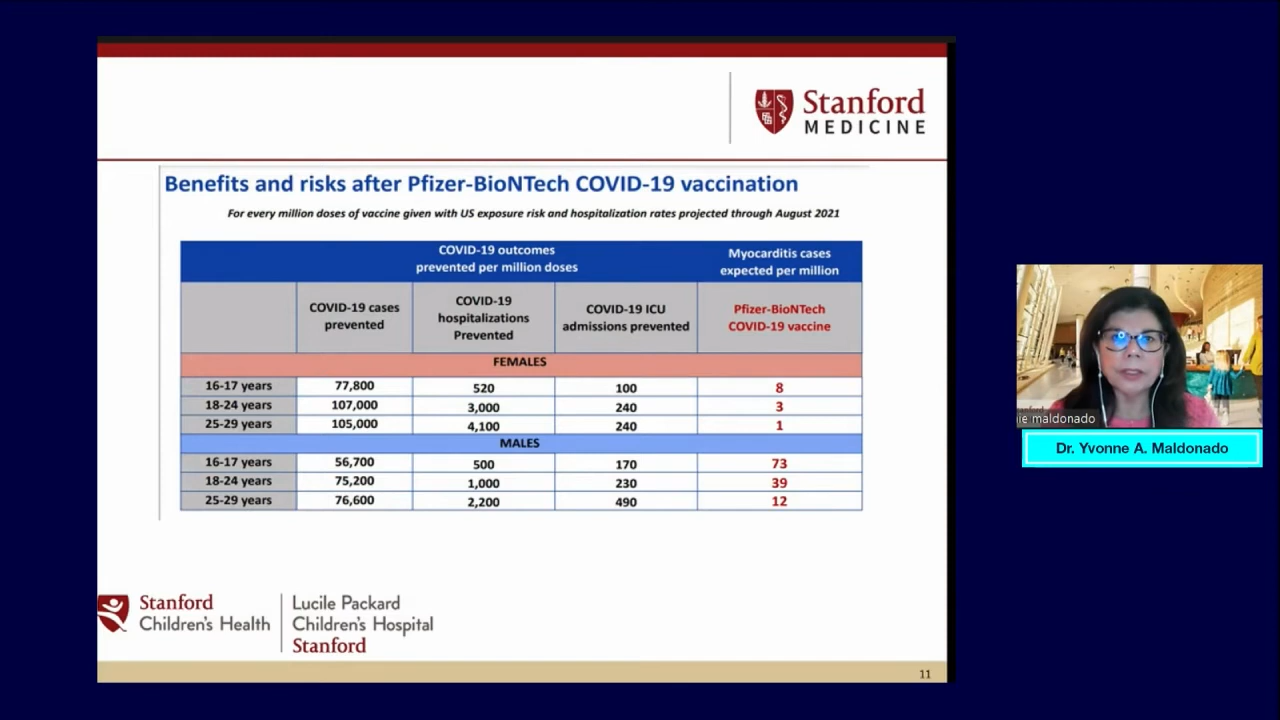 Stanford
MEDICINE
Benefits and risks after Pfizer-BioNTech COVID-19 vaccination
For every million doses of vaccine given with US exposure risk and hospitalization rates projected through August 2021
COVID-19 outcomes
prevented per million doses
Myocarditis cases
expected per million
COVID-19 cases
prevented
COVID-19
hospitalizations
Prevented
COVID-19 ICU
admissions prevented
Pfizer-BioNTech
COVID-19 vaccine
FEMALES
16-17 years 77,800 520 100 8
18-24 years 107,000 3,000 240 3
25-29 years 105,000 4,100 240 1
MALES
16-17 years 56,700 500 170 73
18-24 years 75,200 1,000 230 39
25-29 years 76,600 2,200 490 12
Stanford
Children's Health
Lucile Packard
Children's Hospital
Stanford
11
maldonado
Dr. Yvonne A. Maldonado